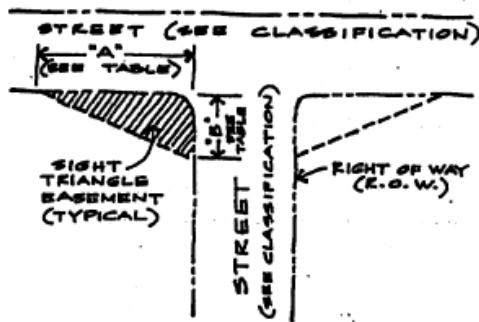 STREET (SEE CLASSIFICATION)
"A"
(SEE TABLE)
"B"
SEE
TABLE
SIGHT
TRIANGLE
EASEMENT
(TYPICAL)
STREET
(SEE CLASSIFICATION)
RIGHT OF WAY
(R.O.W.)